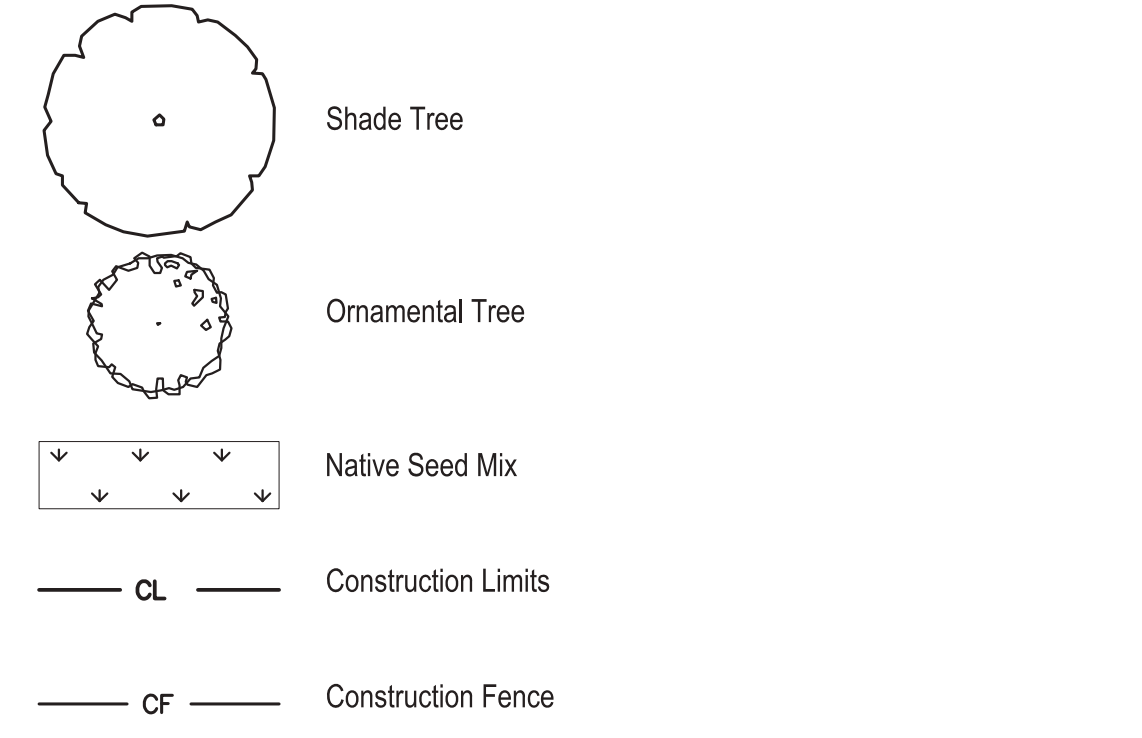 Shade Tree
Ornamental Tree
Native Seed Mix
CL Construction Limits
CF Construction Fence